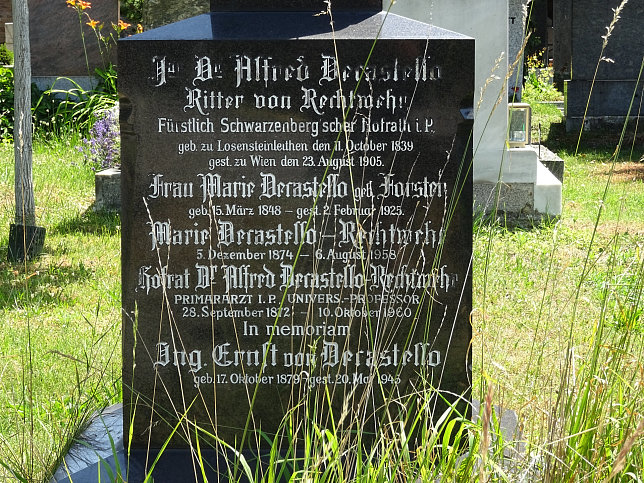 Jur Dr Alfred Decastello
Ritter von Rechtwehr
Fürstlich Schwarzenberg'scher Hofrath i.P.
geb. zu Losensteinleithen den 11. October 1839
gest. zu Wien den 23. August 1905.
Frau Marie Decastello geb. Forster
geb. 5. März 1848 – gest. 2. Februar 1925.
Marie Decastello – Rechtwehr
5. Dezember 1874 – 6. August 1958
Hofrat Dr Alfred Decastello-Rechtwehr
PRIMARARZT I.P., UNIVERS.-PROFESSOR
28. September 1872 – 10. Oktober 1960
In memoriam
Ing. Ernst von Decastello
geb. 17. Oktober 1879 – gest. 20. Mai 1945